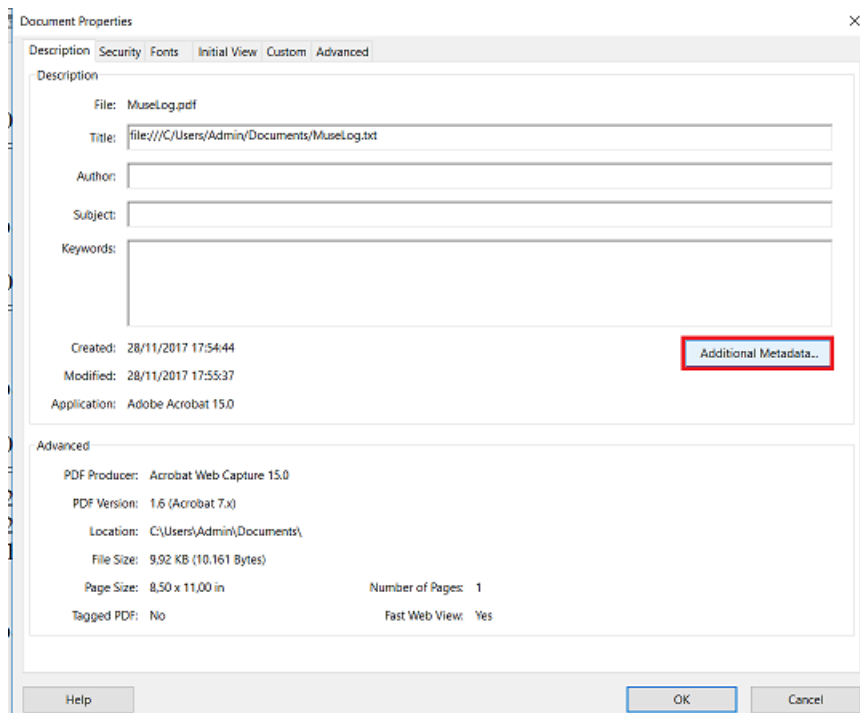 Document Properties
Description Security Fonts Initial View Custom Advanced
Description
File: MuseLog.pdf
Title: file:///C/Users/Admin/Documents/MuseLog.txt
Author:
Subject:
Keywords:
Created: 28/11/2017 17:54:44
Additional Metadata...
Modified: 28/11/2017 17:55:37
Application: Adobe Acrobat 15.0
Advanced
PDF Producer: Acrobat Web Capture 15.0
PDF Version: 1.6 (Acrobat 7.x)
Location: C:\Users\Admin\Documents\
File Size: 9,92 KB (10.161 Bytes)
Page Size: 8,50 x 11,00 in Number of Pages: 1
Tagged PDF: No Fast Web View: Yes
Help OK Cancel